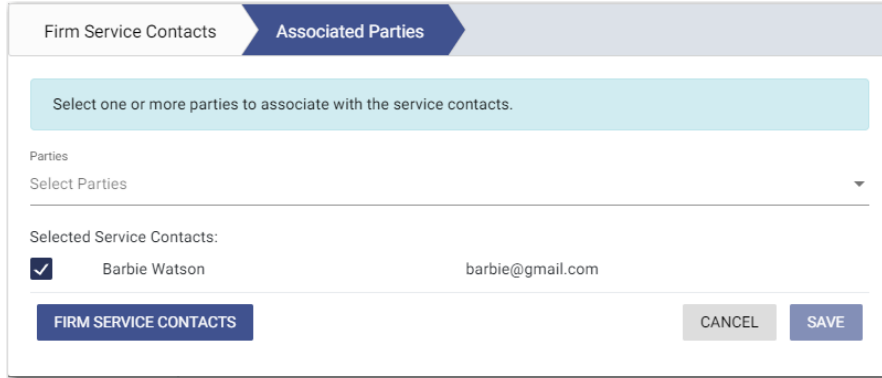 Firm Service Contacts Associated Parties
Select one or more parties to associate with the service contacts.
Parties
Select Parties
Selected Service Contacts:
Barbie Watson barbie@gmail.com
FIRM SERVICE CONTACTS CANCEL SAVE